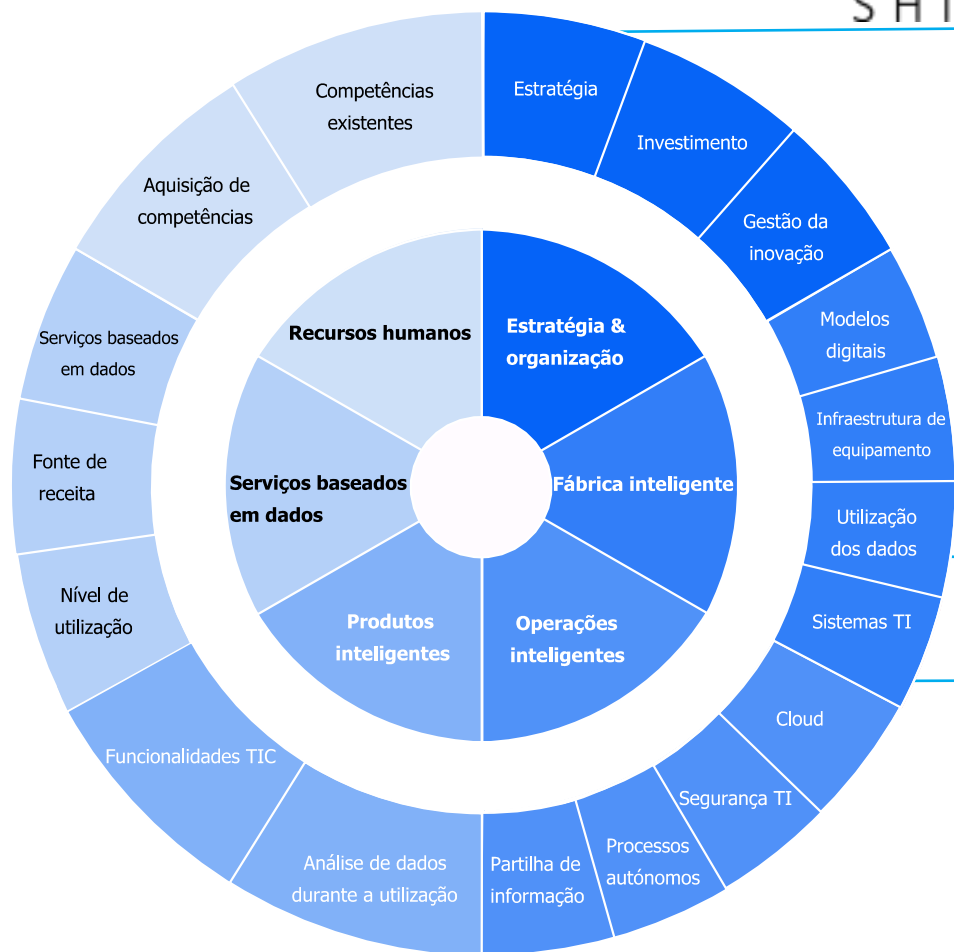 SHI
Estratégia
Investimento
Gestão da
inovação
Modelos
digitais
Infraestrutura de
equipamento
Utilização
dos dados
Sistemas TI
Cloud
Segurança TI
Processos
autónomos
Partilha de
informação
Análise de dados
durante a utilização
Funcionalidades TIC
Nível de
utilização
Fonte de
receita
Serviços baseados
em dados
Aquisição de
competências
Competências
existentes
Estratégia &
organização
Fábrica inteligente
Operações
inteligentes
Produtos
inteligentes
Serviços baseados
em dados
Recursos humanos